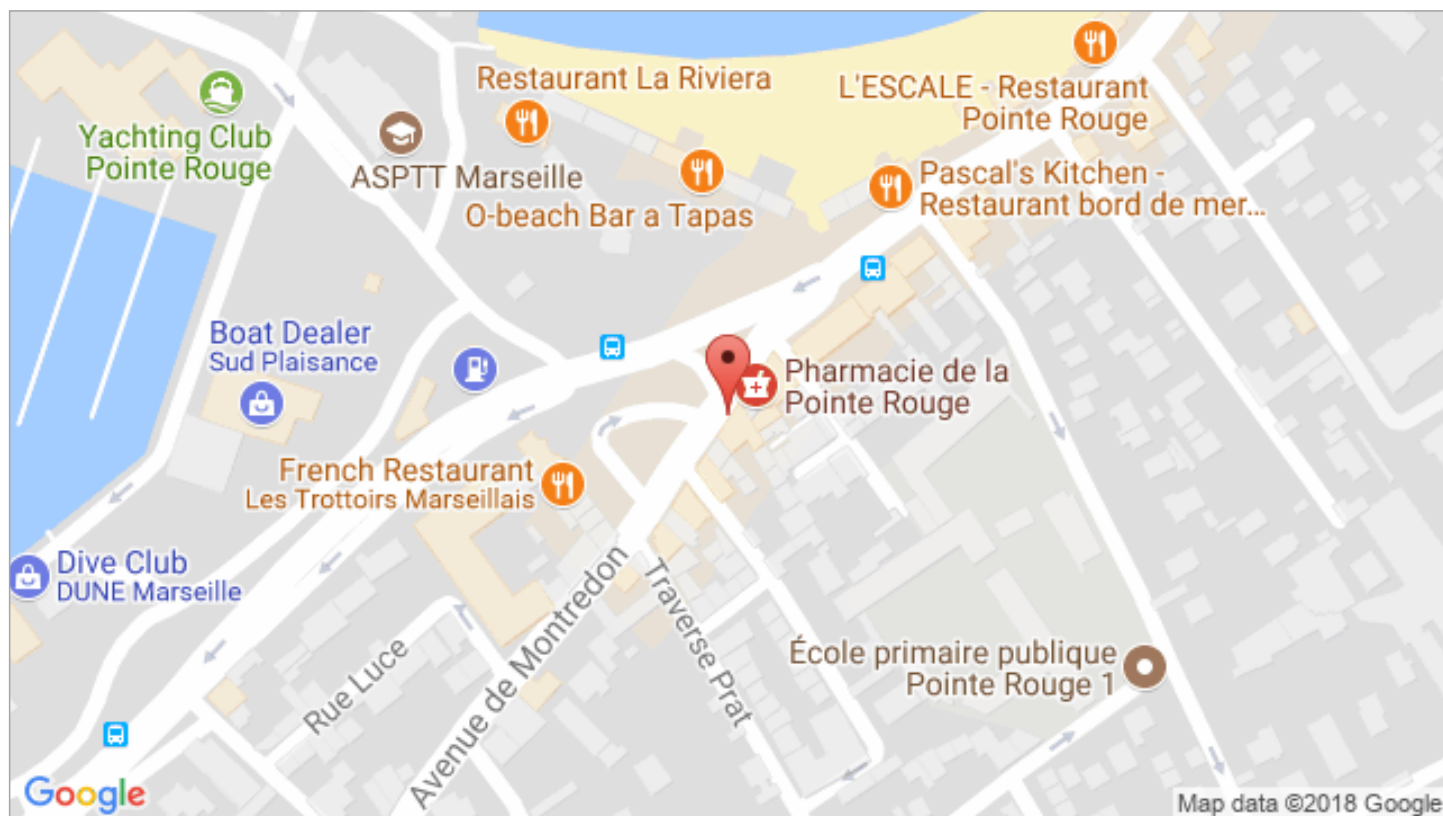 Restaurant La Riviera
L'ESCALE - Restaurant
Pointe Rouge
Yachting Club
Pointe Rouge
ASPTT Marseille
O-beach Bar a Tapas
Pascal's Kitchen -
Restaurant bord de mer...
Boat Dealer
Sud Plaisance
Pharmacie de la
Pointe Rouge
French Restaurant
Les Trottoirs Marseillais
Dive Club
DUNE Marseille
Rue Luce
Avenue de Montredon
Traverse Prat
École primaire publique
Pointe Rouge 1
Google
Map data ©2018 Google